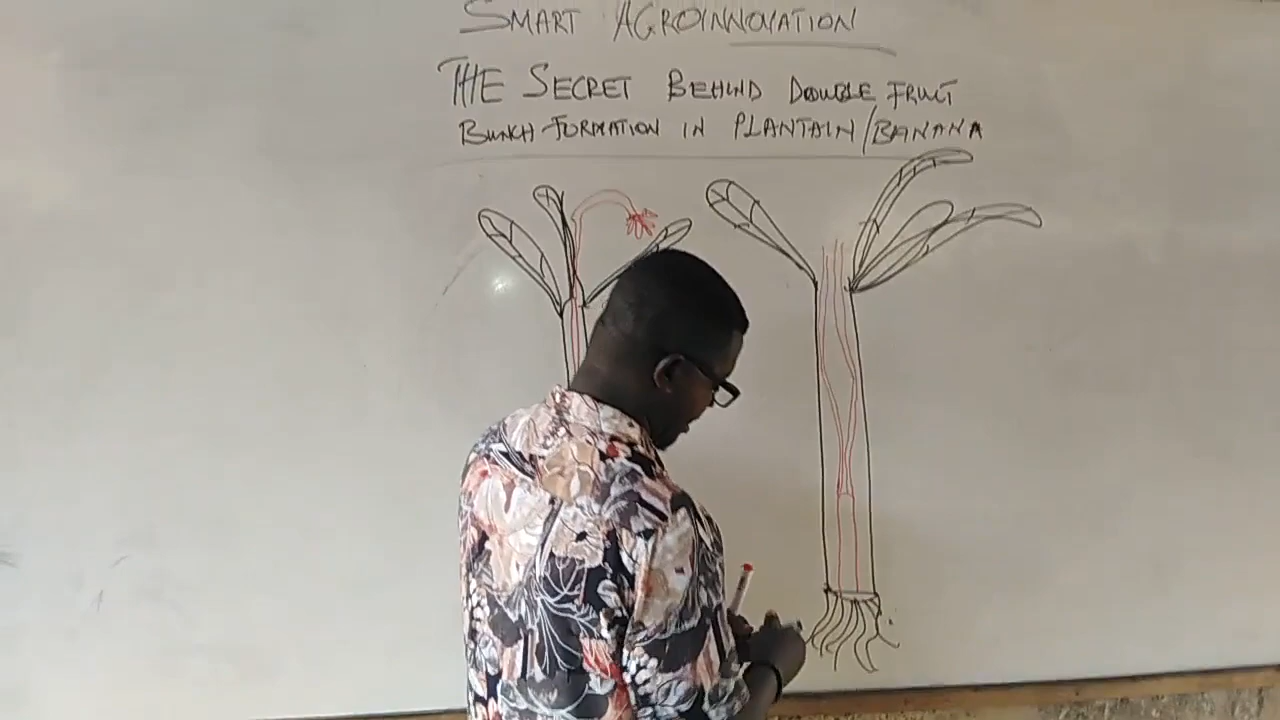 SMART AGROINNOVATION
THE SECRET BEHIND DOUBLE FRUIT
BUNCH FORMATION IN PLANTAIN/BANANA